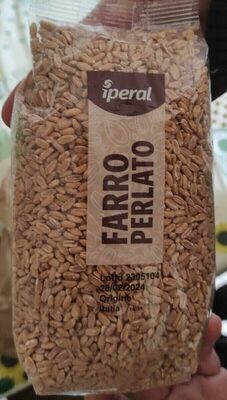 iperal
FARRO
PERLATO
Lotto 2305104
28/02/2024
Origine
Italia